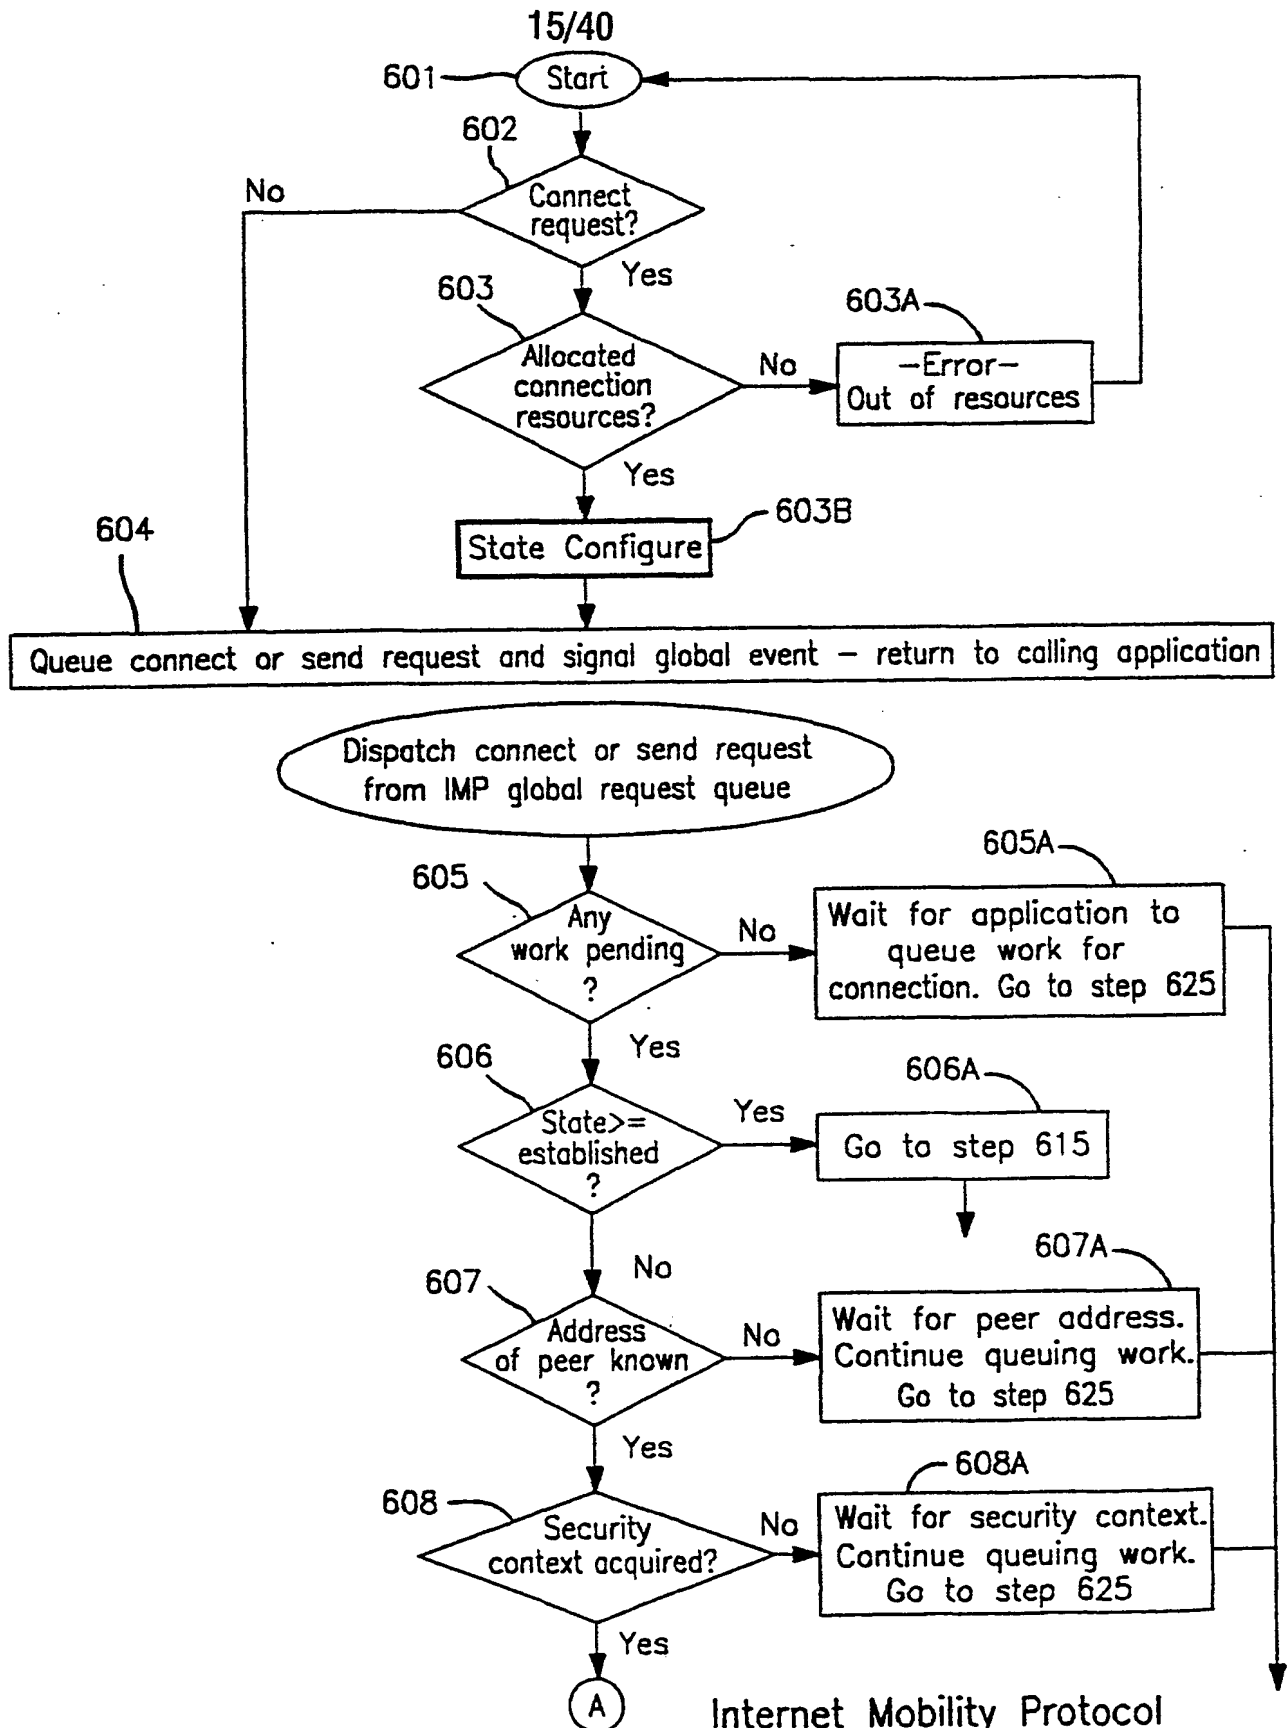 15/40
601
Start
602
No
Connect
request?
Yes
603
603A
Allocated
connection
resources?
No
–Error–
Out of resources
Yes
603B
604
State Configure
Queue connect or send request and signal global event – return to calling application
Dispatch connect or send request
from IMP global request queue
605A
605
Any
work pending
?
No
Wait for application to
queue work for
connection. Go to step 625
Yes
606
606A
State>=
established
?
Yes
Go to step 615
No
607A
607
Address
of peer known
?
No
Wait for peer address.
Continue queuing work.
Go to step 625
Yes
608A
608
Security
context acquired?
No
Wait for security context.
Continue queuing work.
Go to step 625
Yes
A
Internet Mobility Protocol